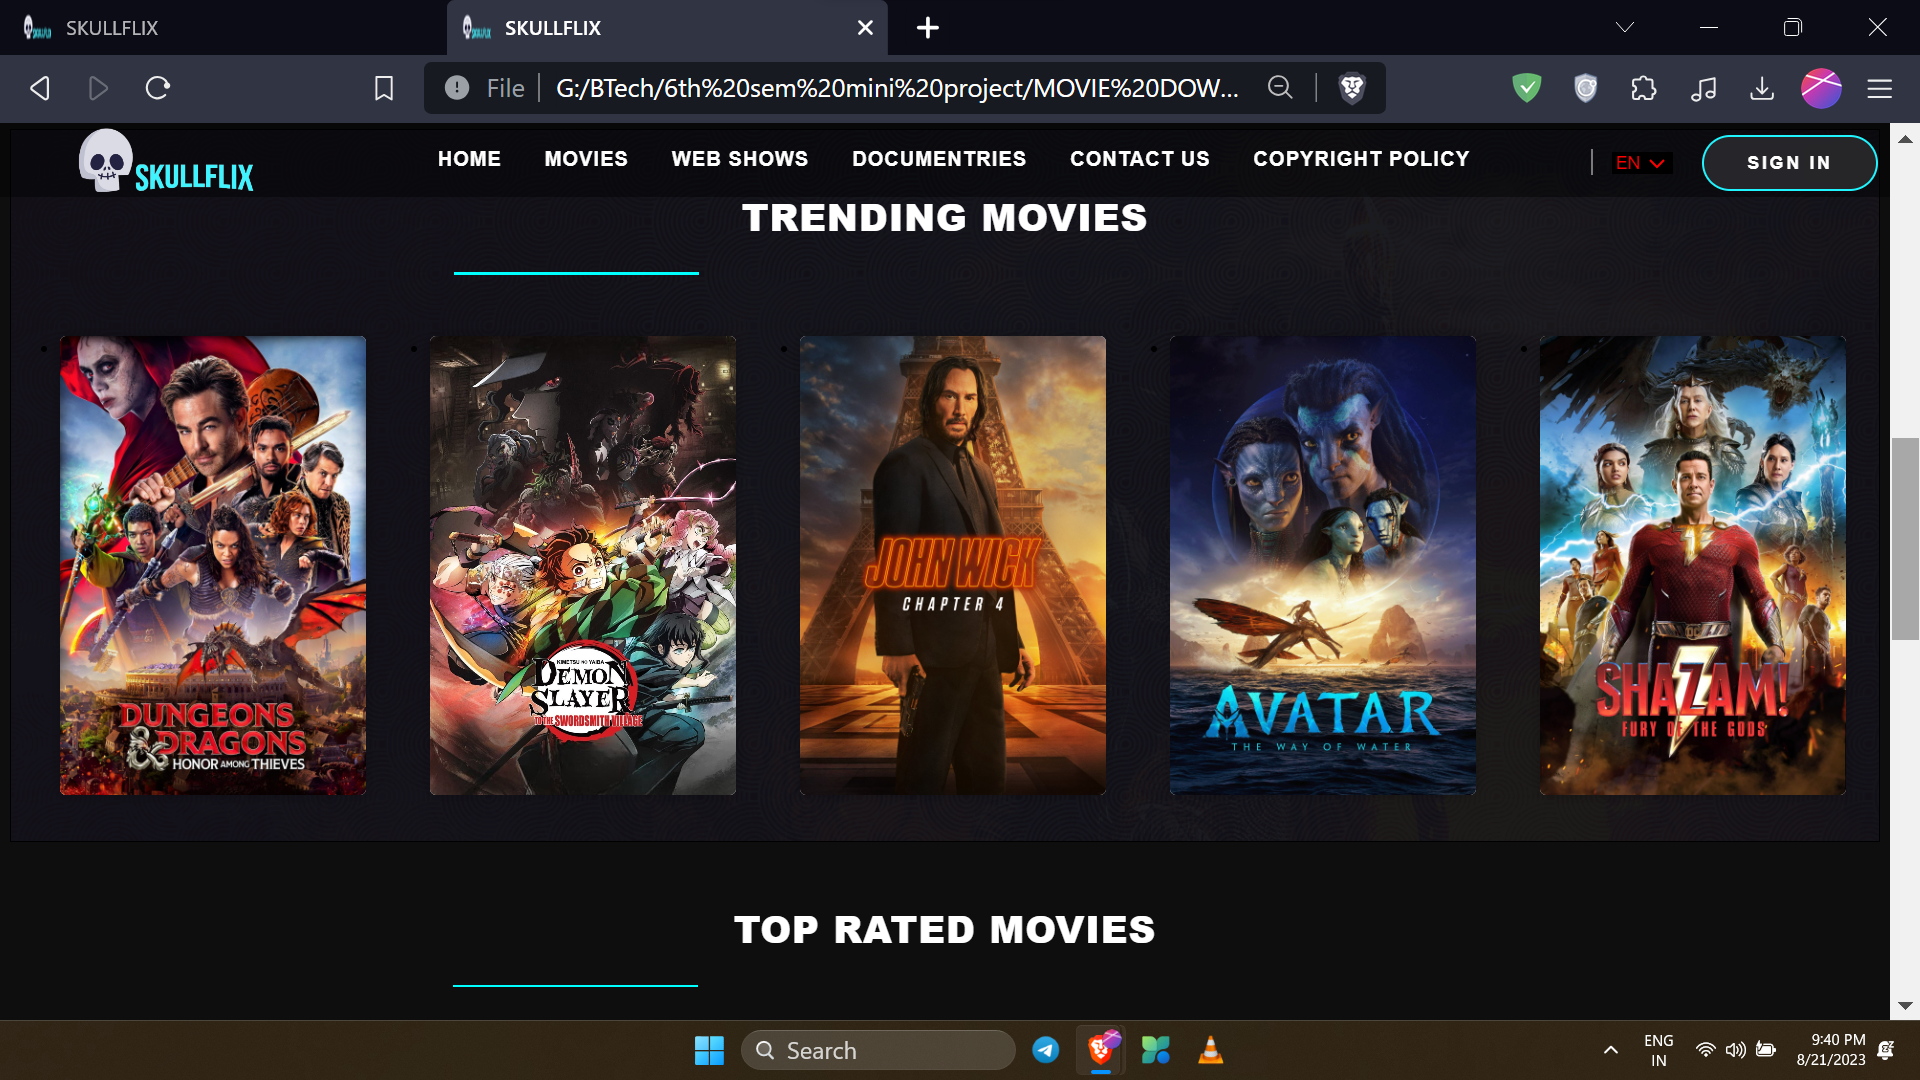 SKULLFLIX
SKULLFLIX
File
G:/BTech/6th%20sem%20mini%20project/MOVIE%20DOW...
SKULLFLIX
HOME MOVIES WEB SHOWS DOCUMENTRIES CONTACT US COPYRIGHT POLICY
EN
SIGN IN
TRENDING MOVIES
DUNGEONS
& DRAGONS
HONOR AMONG THIEVES
KIMETSU NO YAIBA
DEMON
SLAYER
TO THE SWORDSMITH VILLAGE
JOHN WICK
CHAPTER 4
AVATAR
THE WAY OF WATER
SHAZAM!
FURY OF THE GODS
TOP RATED MOVIES
Search
ENG
IN
9:40 PM
8/21/2023